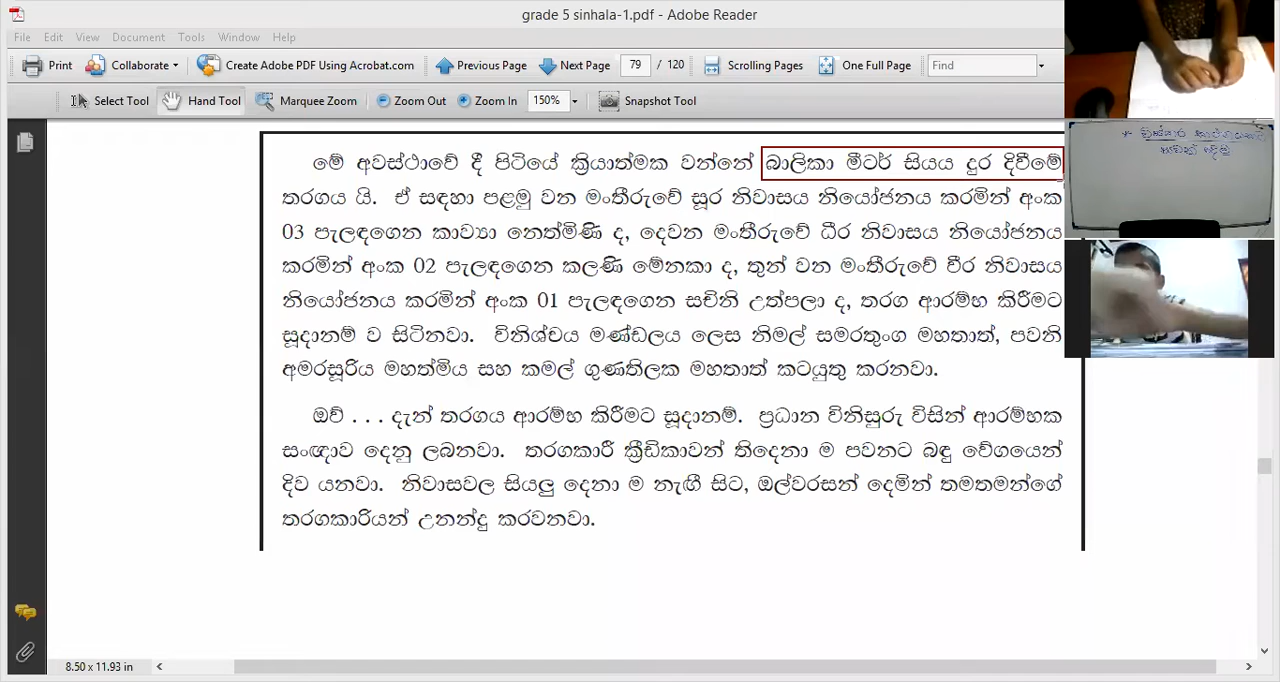 grade 5 sinhala-1.pdf - Adobe Reader
File Edit View Document Tools Window Help
Print Collaborate Create Adobe PDF Using Acrobat.com Previous Page Next Page 79 / 120 Scrolling Pages One Full Page Find
Select Tool Hand Tool Marquee Zoom Zoom Out Zoom In 150% Snapshot Tool
මේ අවස්ථාවේ දී පිටියේ ක්‍රියාත්මක වන්නේ බාලිකා මීටර් සියය දුර දිවීමේ
තරගය යි. ඒ සඳහා පළමු වන මංතීරුවේ සූර නිවාසය නියෝජනය කරමින් අංක
03 පැලඳගෙන කාව්‍යා නෙත්මිණි ද, දෙවන මංතීරුවේ ධීර නිවාසය නියෝජනය
කරමින් අංක 02 පැලඳගෙන කලණි මේනකා ද, තුන් වන මංතීරුවේ වීර නිවාසය
නියෝජනය කරමින් අංක 01 පැලඳගෙන සචිනි උත්පලා ද, තරග ආරම්භ කිරීමට
සූදානම් ව සිටිනවා. විනිශ්චය මණ්ඩලය ලෙස නිමල් සමරතුංග මහතාත්, පවනි
අමරසූරිය මහත්මිය සහ කමල් ගුණතිලක මහතාත් කටයුතු කරනවා.
ඔව් . . . දැන් තරගය ආරම්භ කිරීමට සූදානම්. ප්‍රධාන විනිසුරු විසින් ආරම්භක
සංඥාව දෙනු ලබනවා. තරගකාරී ක්‍රීඩිකාවන් තිදෙනා ම පවනට බඳු වේගයෙන්
දිව යනවා. නිවාසවල සියලු දෙනා ම නැඟී සිට, ඔල්වරසන් දෙමින් තමතමන්ගේ
තරගකාරියන් උනන්දු කරවනවා.
8.50 x 11.93 in